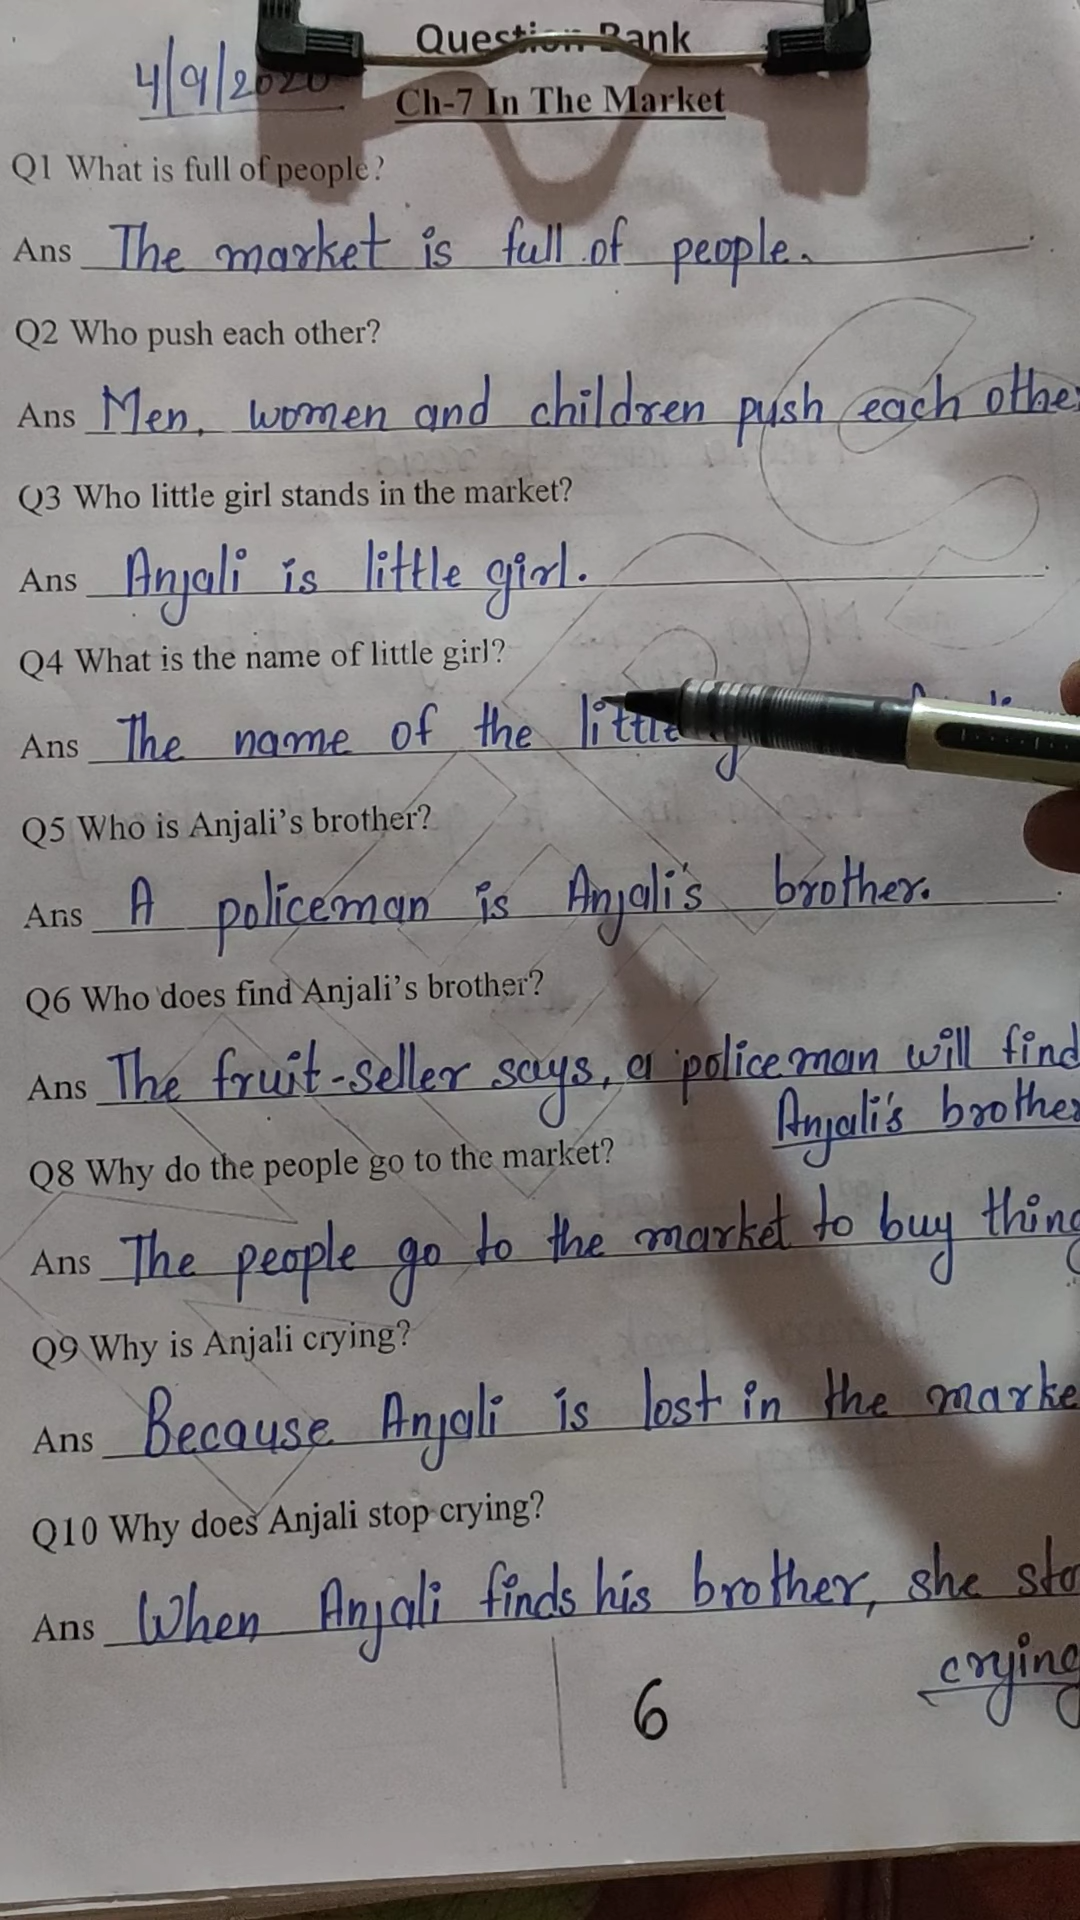 Question Bank
4/9/2020
Ch-7 In The Market
Q1 What is full of people?
Ans The market is full of people.
Q2 Who push each other?
Ans Men, women and children push each othe
Q3 Who little girl stands in the market?
Ans Anjali is little girl.
Q4 What is the name of little girl?
Ans The name of the little
Q5 Who is Anjali's brother?
Ans A policeman is Anjali's brother.
Q6 Who does find Anjali's brother?
Ans The fruit-seller says, a policeman will find
Anjali's brothe
Q8 Why do the people go to the market?
Ans The people go to the market to buy thing
Q9 Why is Anjali crying?
Ans Because Anjali is lost in the marke
Q10 Why does Anjali stop crying?
Ans When Anjali finds his brother, she sto
crying
6